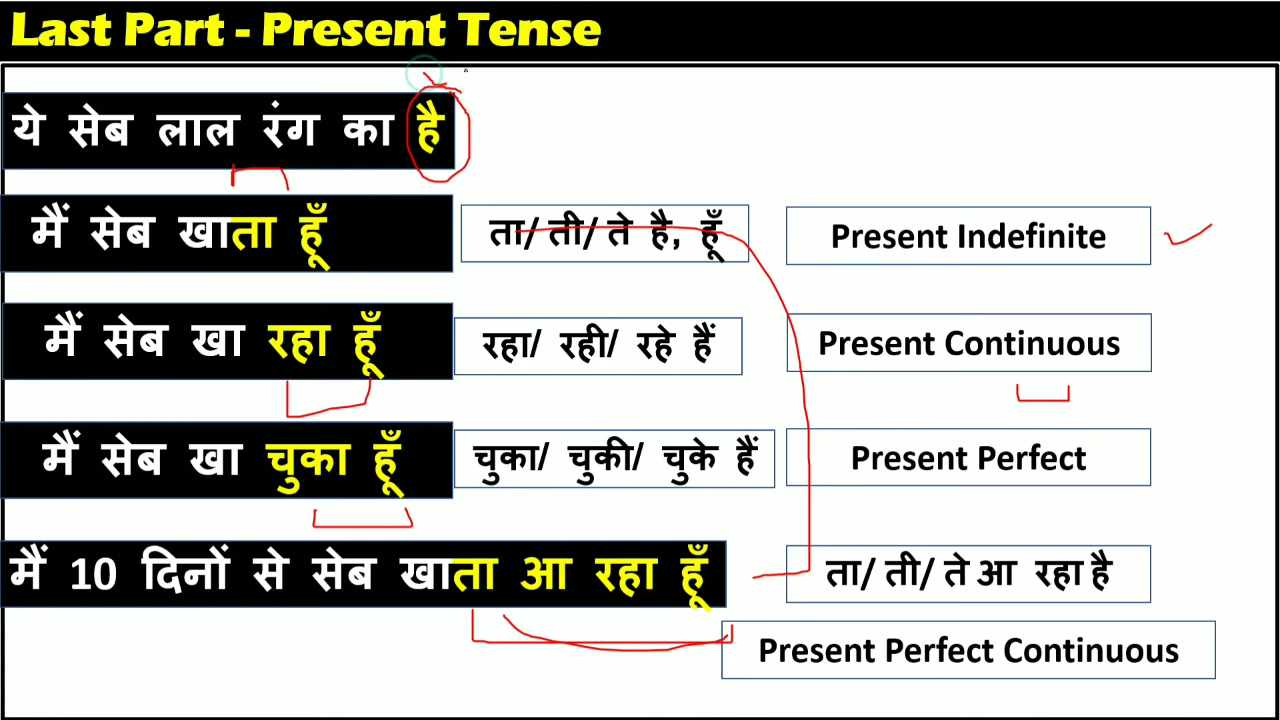 Last Part - Present Tense
ये सेब लाल रंग का है
मैं सेब खाता हूँ
ता/ ती/ ते है, हूँ
Present Indefinite
मैं सेब खा रहा हूँ
रहा/ रही/ रहे हैं
Present Continuous
मैं सेब खा चुका हूँ
चुका/ चुकी/ चुके हैं
Present Perfect
मैं 10 दिनों से सेब खाता आ रहा हूँ
ता/ ती/ ते आ रहा है
Present Perfect Continuous